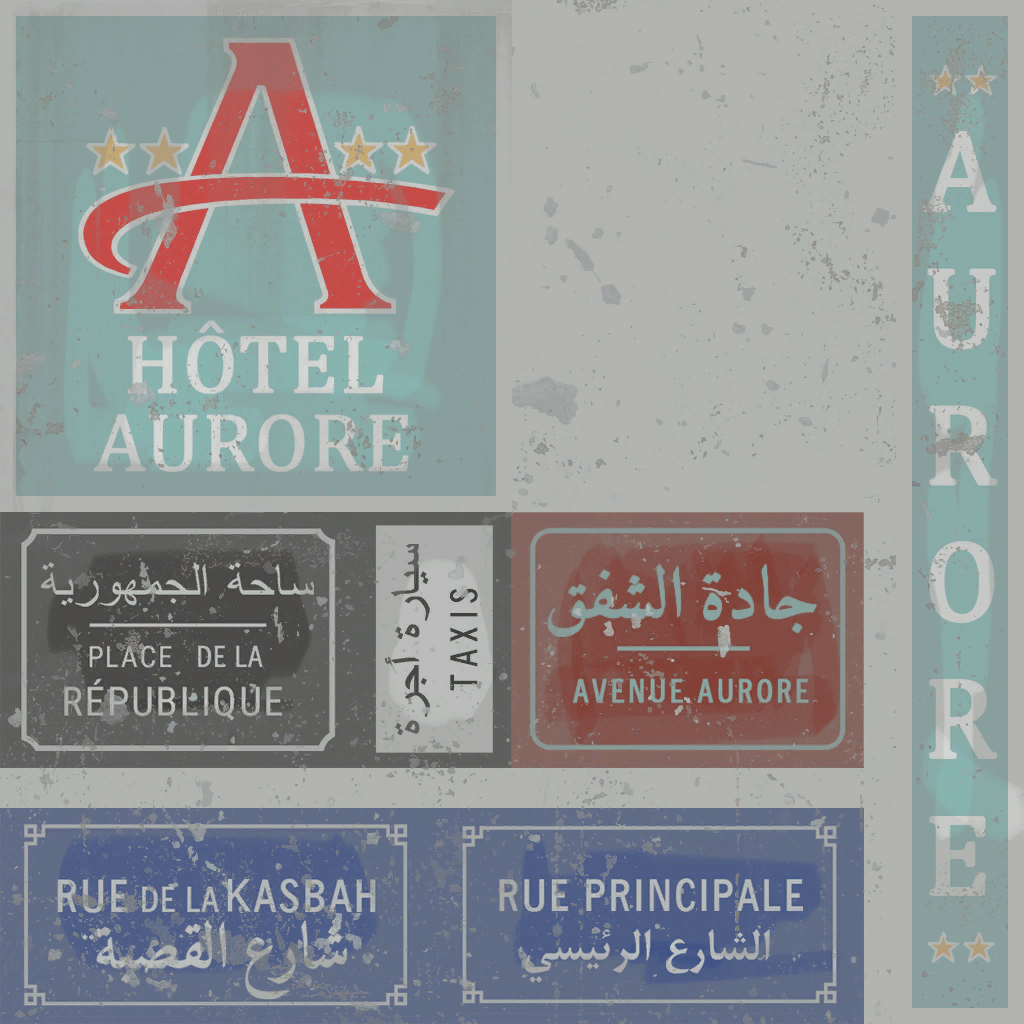 HÔTEL
AURORE
AURORE
ساحة الجمهورية
PLACE DE LA
RÉPUBLIQUE
سيارة أجرة
TAXIS
جادة الشفق
AVENUE AURORE
RUE DE LA KASBAH
شارع القصبة
RUE PRINCIPALE
الشارع الرئيسي